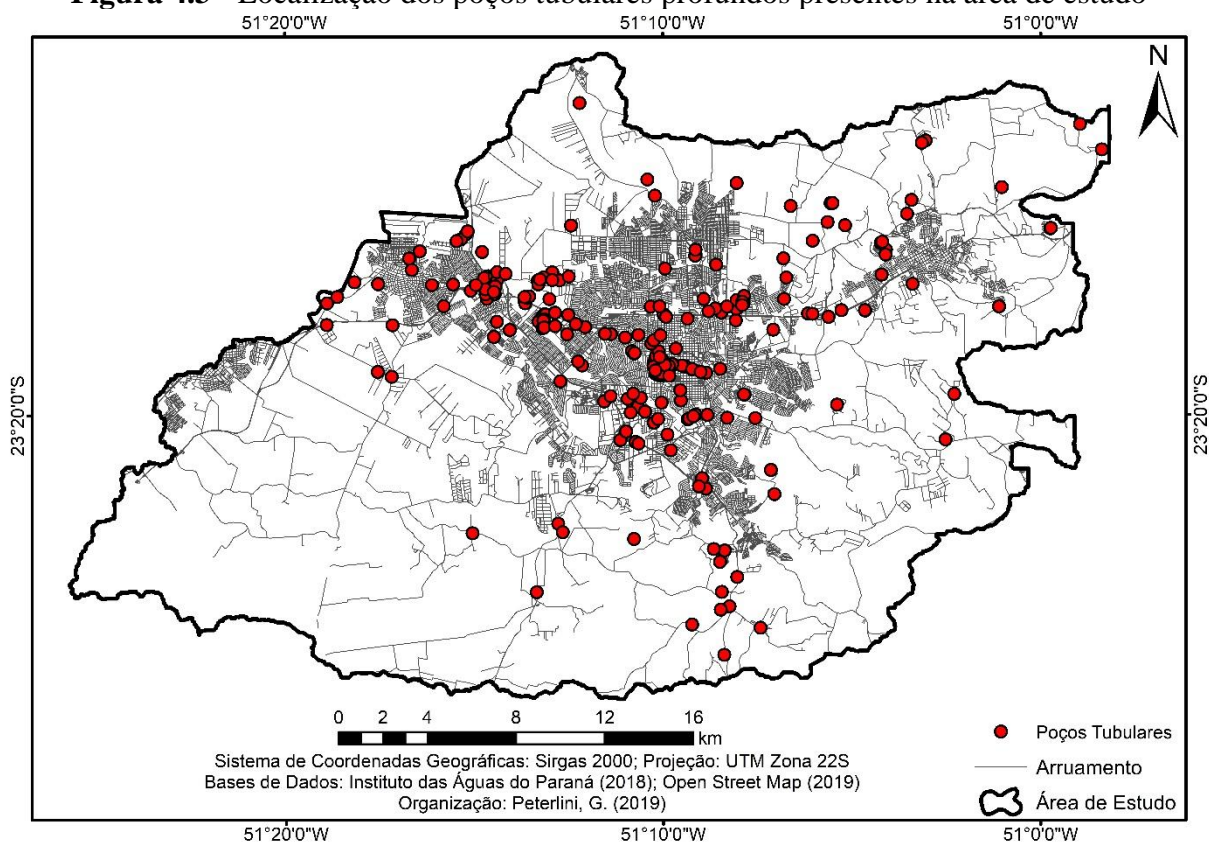 Figura 4.3 - Localização dos poços tubulares profundos presentes na área de estudo
51°20'0"W 51°10'0"W 51°0'0"W
N
23°20'0"S 23°20'0"S
0 2 4 8 12 16
km
Sistema de Coordenadas Geográficas: Sirgas 2000; Projeção: UTM Zona 22S
Bases de Dados: Instituto das Águas do Paraná (2018); Open Street Map (2019)
Organização: Peterlini, G. (2019)
Poços Tubulares
Arruamento
Área de Estudo
51°20'0"W 51°10'0"W 51°0'0"W